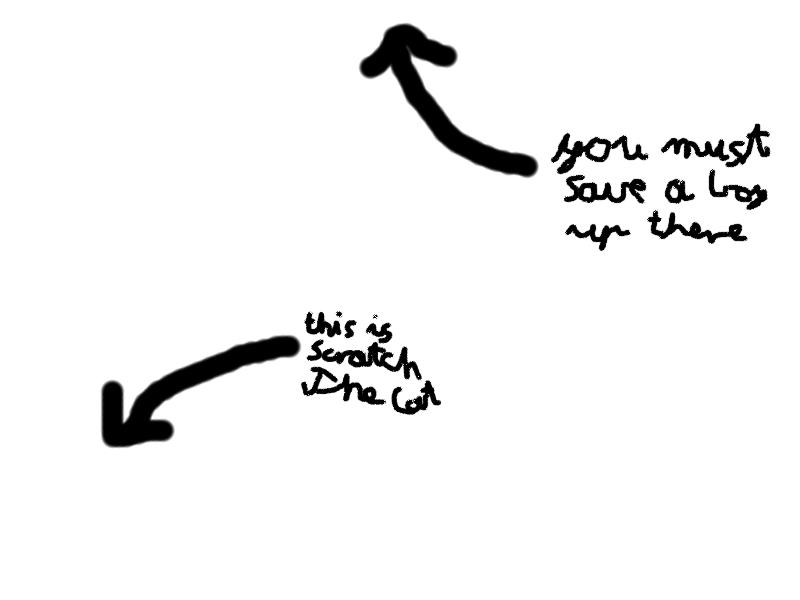 you must
save a boy
up there
this is
scratch
The Cat